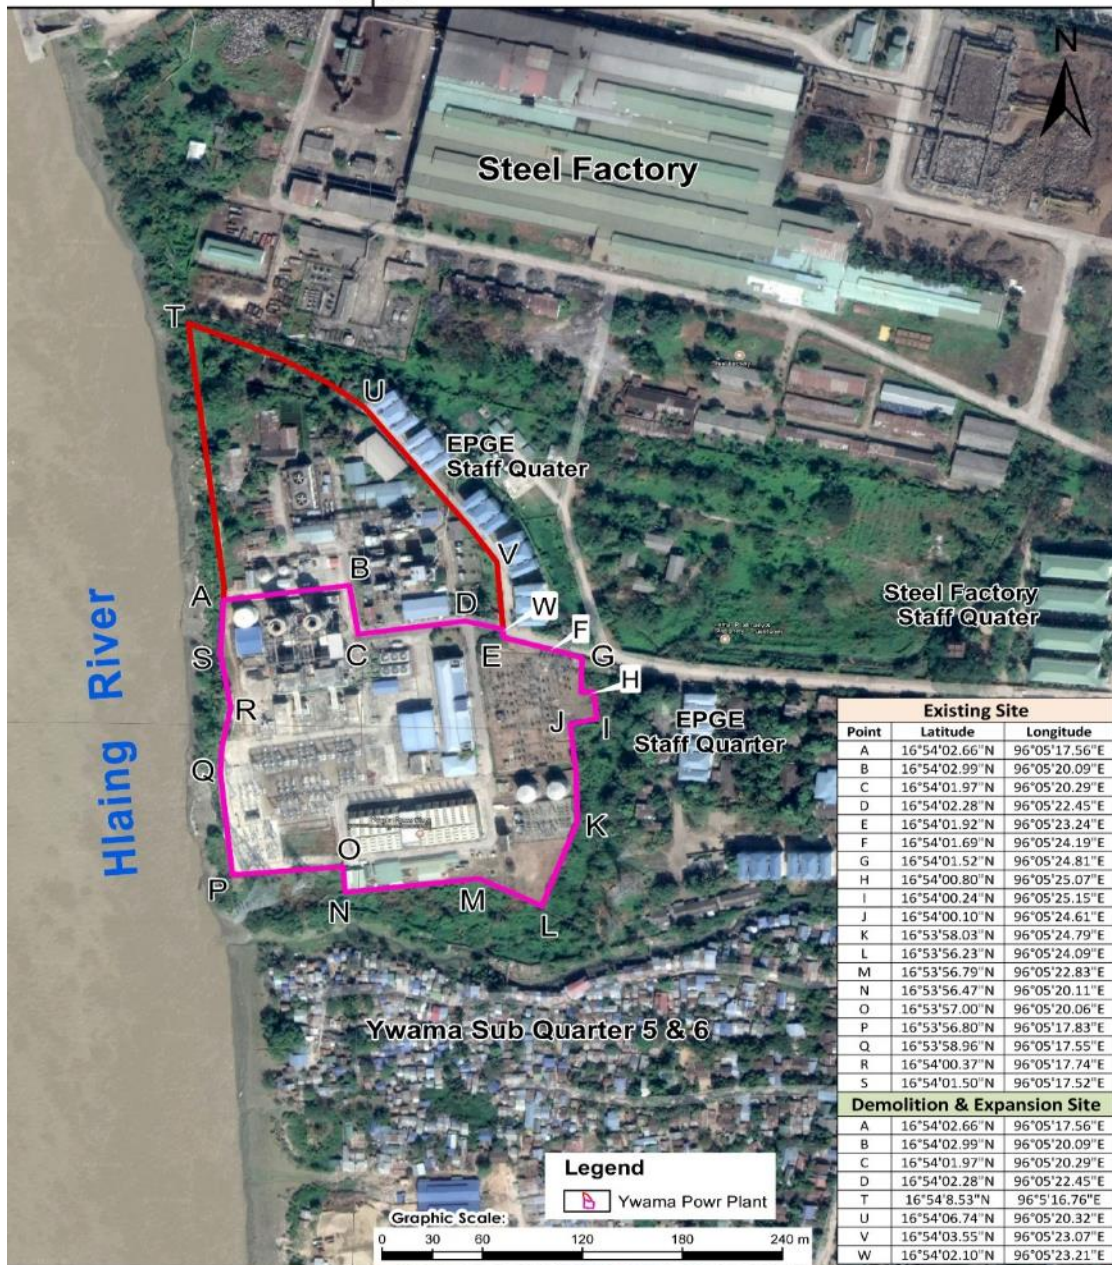 N
Steel Factory
T
U
EPGE
Staff Quater
V
B
A
D
W
F
Steel Factory
Staff Quater
S
C
E
G
H
R
J
I
EPGE
Staff Quarter
Hlaing River
Q
K
O
P
N
M
L
Ywama Sub Quarter 5 & 6
Existing Site
Point Latitude Longitude
A 16°54'02.66"N 96°05'17.56"E
B 16°54'02.99"N 96°05'20.09"E
C 16°54'01.97"N 96°05'20.29"E
D 16°54'02.28"N 96°05'22.45"E
E 16°54'01.92"N 96°05'23.24"E
F 16°54'01.69"N 96°05'24.19"E
G 16°54'01.52"N 96°05'24.81"E
H 16°54'00.80"N 96°05'25.07"E
I 16°54'00.24"N 96°05'25.15"E
J 16°54'00.10"N 96°05'24.61"E
K 16°53'58.03"N 96°05'24.79"E
L 16°53'56.23"N 96°05'24.09"E
M 16°53'56.79"N 96°05'22.83"E
N 16°53'56.47"N 96°05'20.11"E
O 16°53'57.00"N 96°05'20.06"E
P 16°53'56.80"N 96°05'17.83"E
Q 16°53'58.96"N 96°05'17.55"E
R 16°54'00.37"N 96°05'17.74"E
S 16°54'01.50"N 96°05'17.52"E
Demolition & Expansion Site
A 16°54'02.66"N 96°05'17.56"E
B 16°54'02.99"N 96°05'20.09"E
C 16°54'01.97"N 96°05'20.29"E
D 16°54'02.28"N 96°05'22.45"E
T 16°54'8.53"N 96°5'16.76"E
U 16°54'06.74"N 96°05'20.32"E
V 16°54'03.55"N 96°05'23.07"E
W 16°54'02.10"N 96°05'23.21"E
Legend
Ywama Powr Plant
Graphic Scale:
0 30 60 120 180 240 m